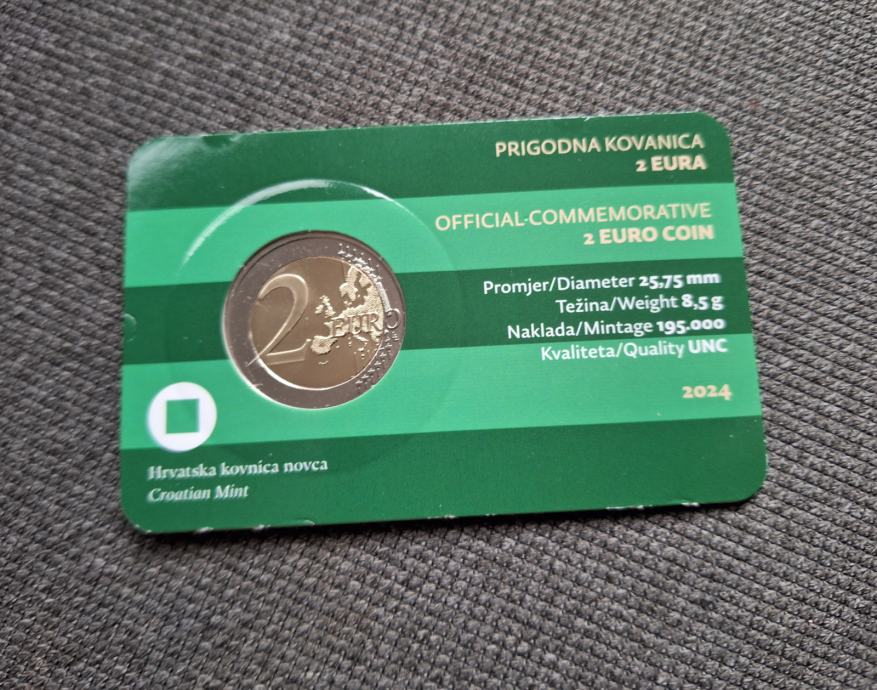 PRIGODNA KOVANICA
2 EURA
OFFICIAL·COMMEMORATIVE
2 EURO COIN
Promjer/Diameter 25,75 mm
Težina/Weight 8,5 g
Naklada/Mintage 195.000
Kvaliteta/Quality UNC
2024
2 EURO
Hrvatska kovnica novca
Croatian Mint